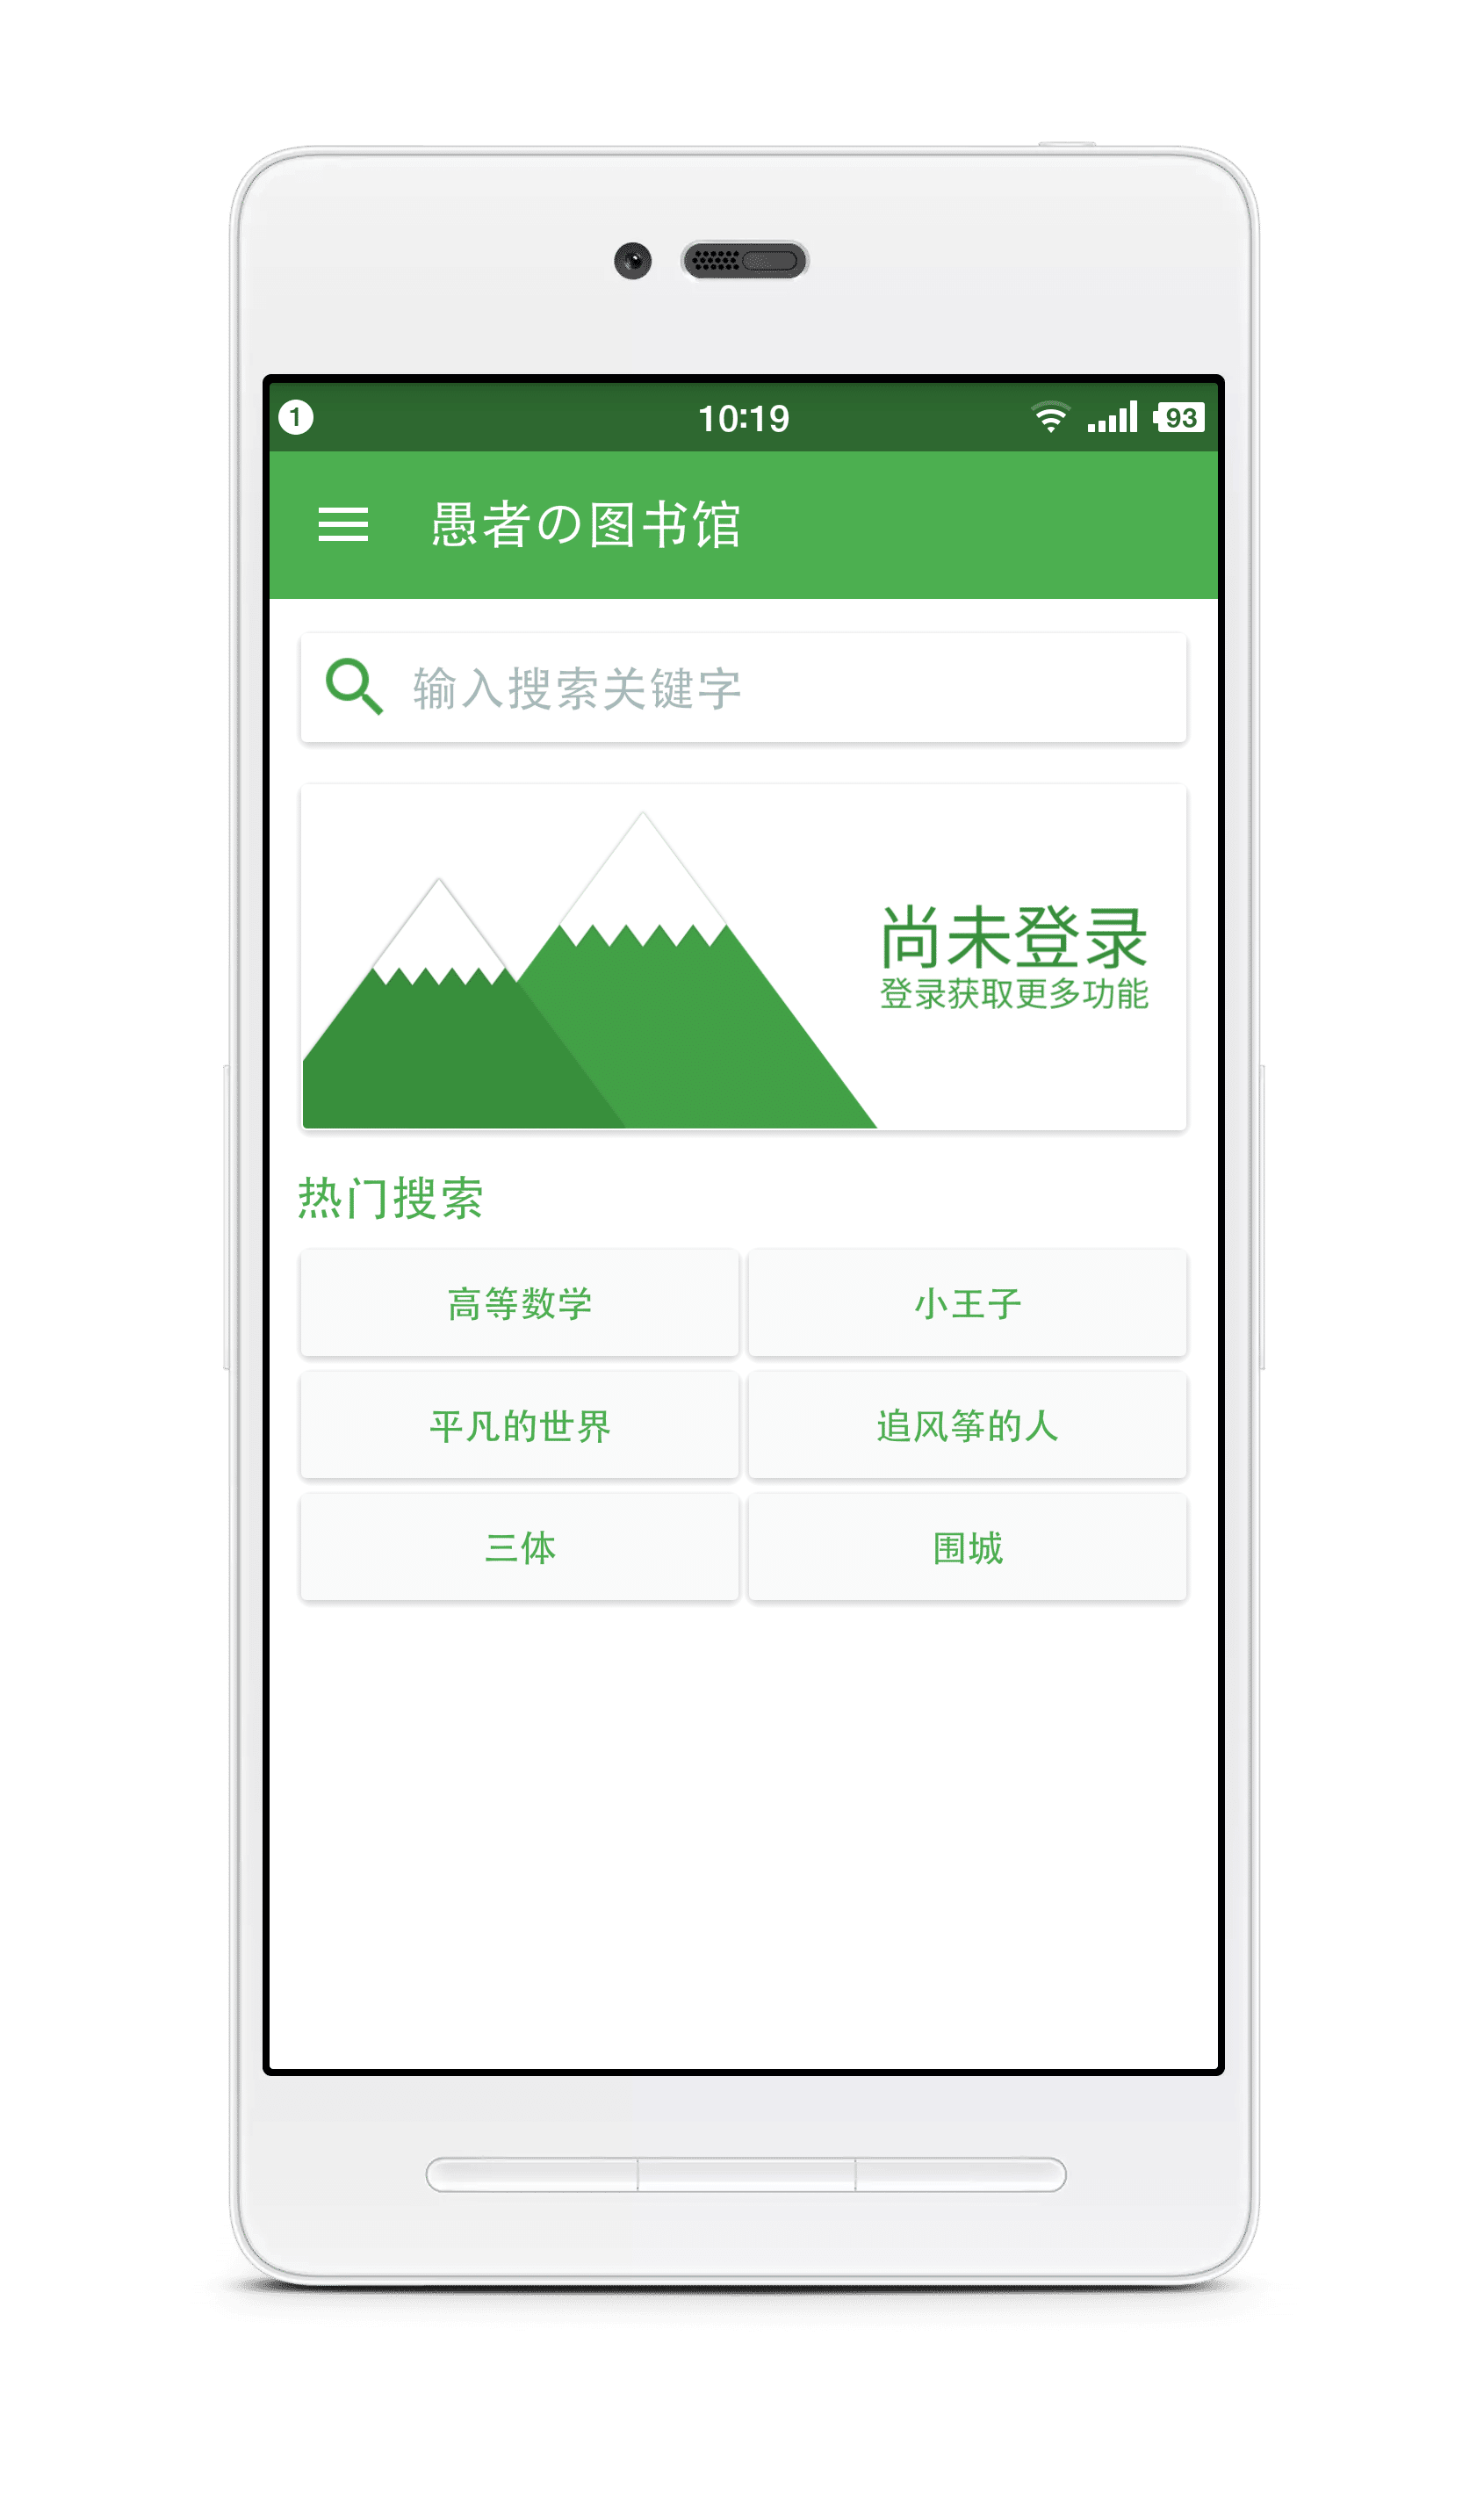 1 10:19 93
愚者の图书馆
输入搜索关键字
尚未登录
登录获取更多功能
热门搜索
高等数学 小王子
平凡的世界 追风筝的人
三体 围城